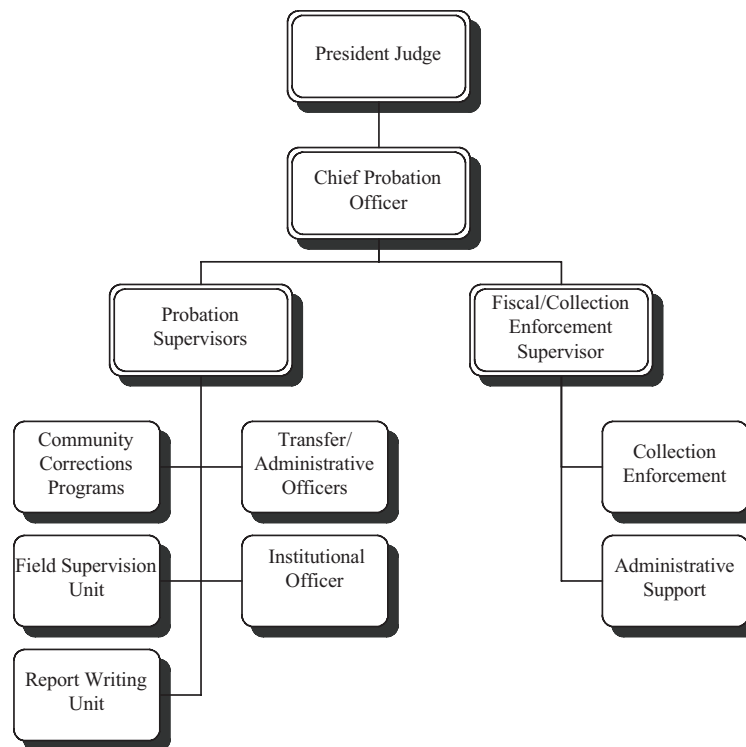 President Judge
Chief Probation
Officer
Probation
Supervisors
Fiscal/Collection
Enforcement
Supervisor
Community
Corrections
Programs
Transfer/
Administrative
Officers
Collection
Enforcement
Field Supervision
Unit
Institutional
Officer
Administrative
Support
Report Writing
Unit